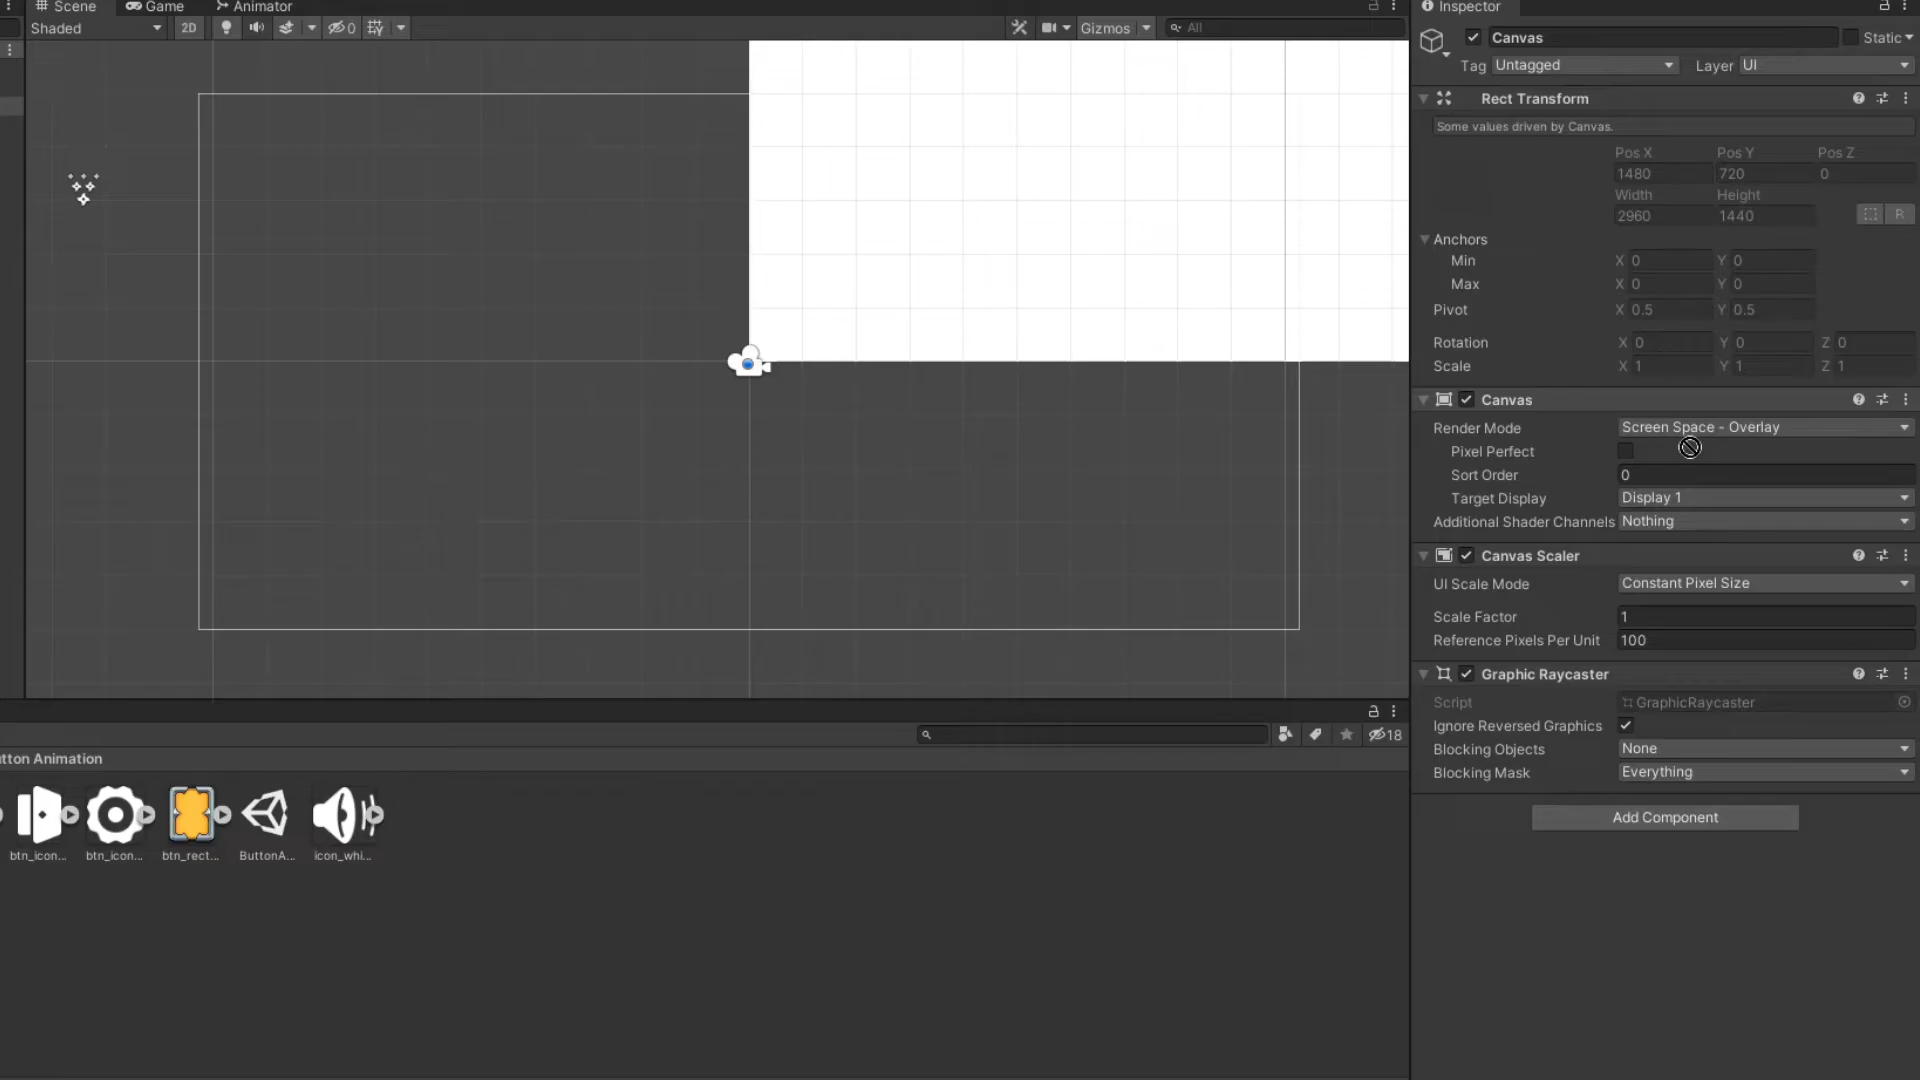 Scene Game Animator
Shaded 2D 0 Gizmos All
Inspector
Canvas Static
Tag Untagged Layer UI
Rect Transform
Some values driven by Canvas.
Pos X Pos Y Pos Z
1480 720 0
Width Height
2960 1440 R
Anchors
Min X 0 Y 0
Max X 0 Y 0
Pivot X 0.5 Y 0.5
Rotation X 0 Y 0 Z 0
Scale X 1 Y 1 Z 1
Canvas
Render Mode Screen Space - Overlay
Pixel Perfect
Sort Order 0
Target Display Display 1
Additional Shader Channels Nothing
Canvas Scaler
UI Scale Mode Constant Pixel Size
Scale Factor 1
Reference Pixels Per Unit 100
Graphic Raycaster
Script GraphicRaycaster
Ignore Reversed Graphics
Blocking Objects None
Blocking Mask Everything
Add Component
18
tton Animation
btn_icon... btn_icon... btn_rect... ButtonA... icon_whi...